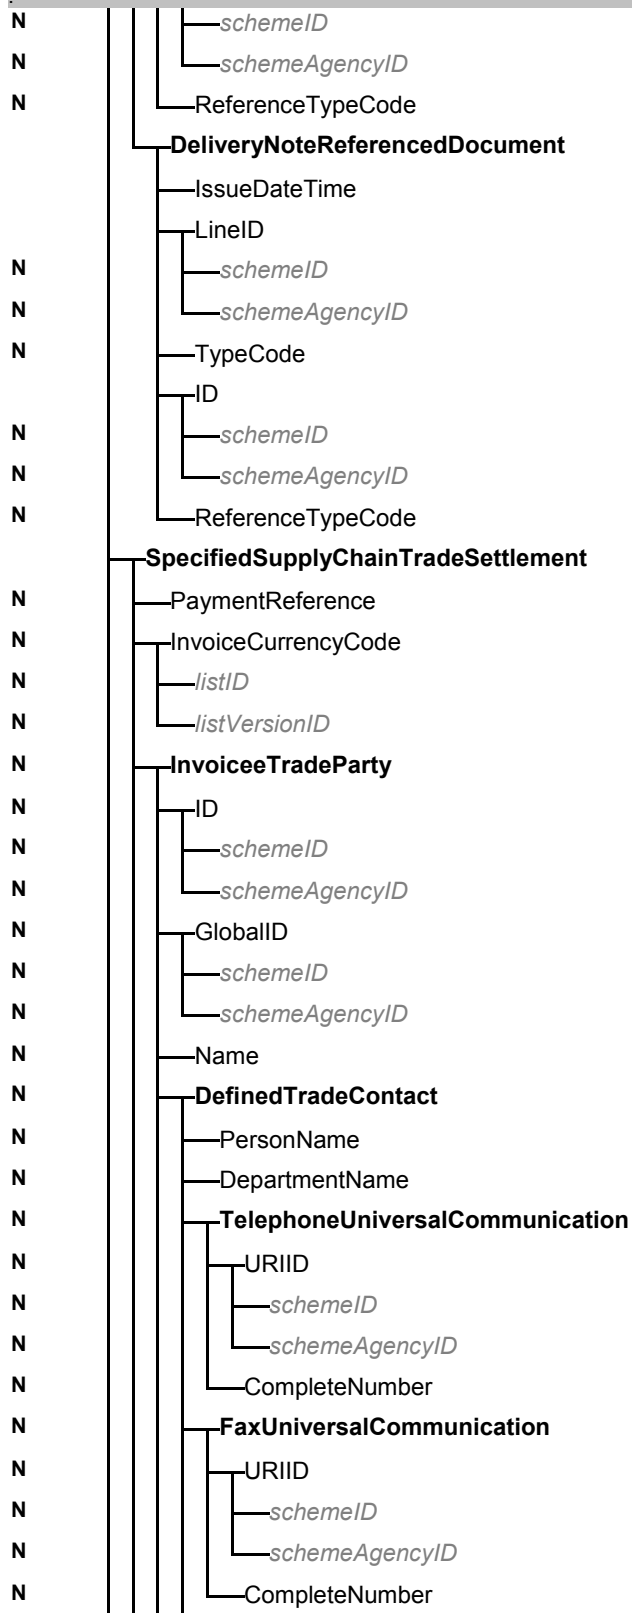 N schemeID
N schemeAgencyID
N ReferenceTypeCode
DeliveryNoteReferencedDocument
IssueDateTime
LineID
N schemeID
N schemeAgencyID
N TypeCode
ID
N schemeID
N schemeAgencyID
N ReferenceTypeCode
SpecifiedSupplyChainTradeSettlement
N PaymentReference
N InvoiceCurrencyCode
N listID
N listVersionID
N InvoiceeTradeParty
N ID
N schemeID
N schemeAgencyID
N GlobalID
N schemeID
N schemeAgencyID
N Name
N DefinedTradeContact
N PersonName
N DepartmentName
N TelephoneUniversalCommunication
N URIID
N schemeID
N schemeAgencyID
N CompleteNumber
N FaxUniversalCommunication
N URIID
N schemeID
N schemeAgencyID
N CompleteNumber